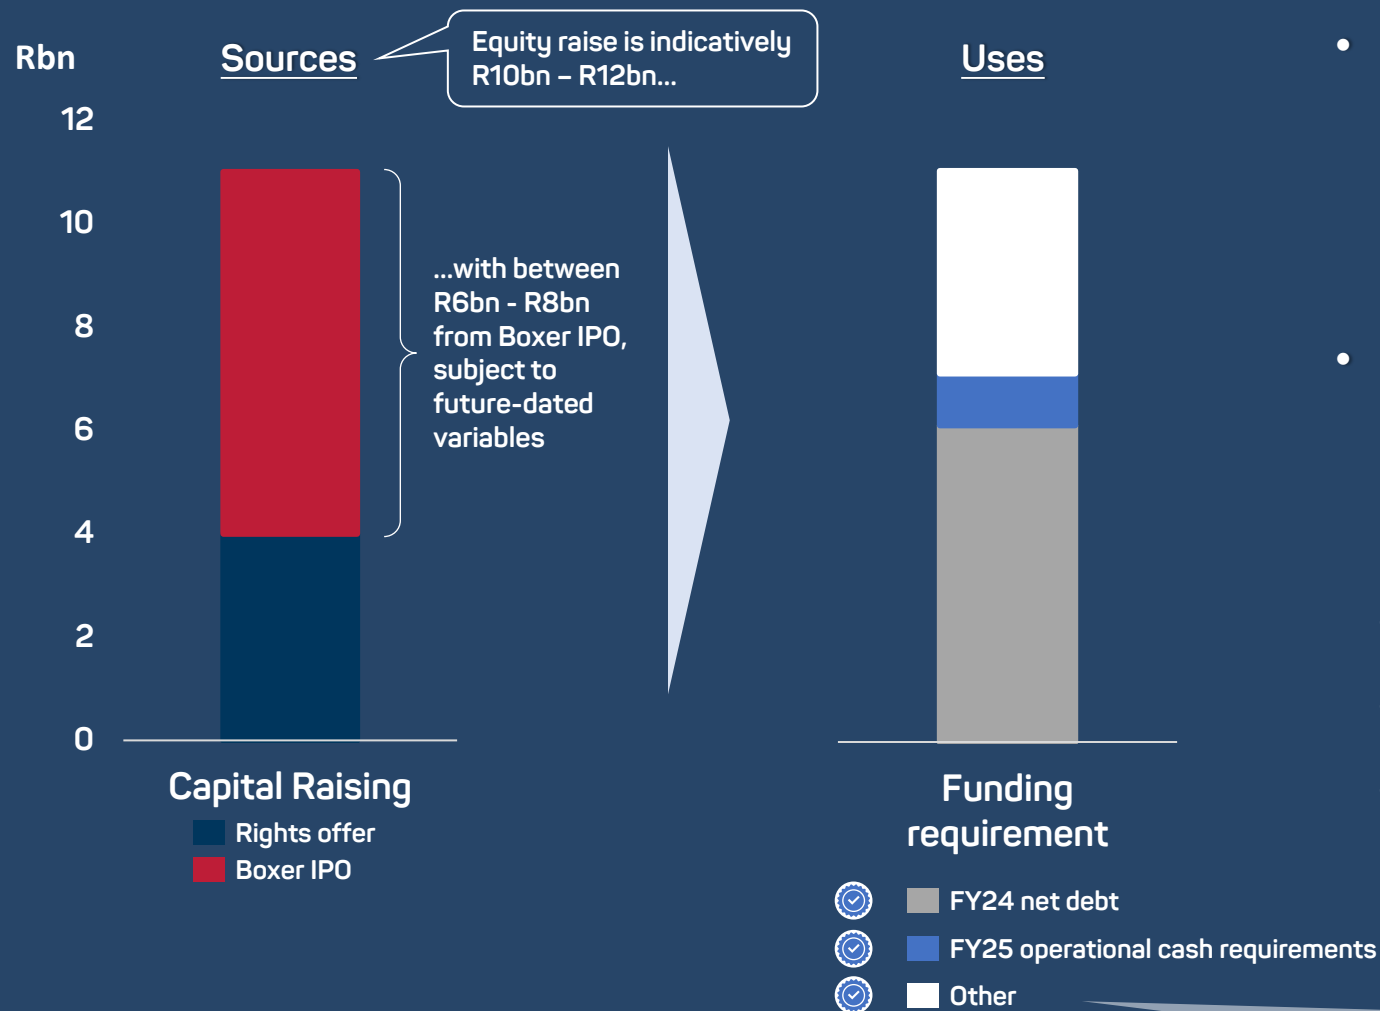 Rbn
Sources
Equity raise is indicatively
R10bn – R12bn...
Uses
12
10
8
6
4
2
0
...with between
R6bn - R8bn
from Boxer IPO,
subject to
future-dated
variables
Capital Raising
Rights offer
Boxer IPO
Funding
requirement
FY24 net debt
FY25 operational cash requirements
Other